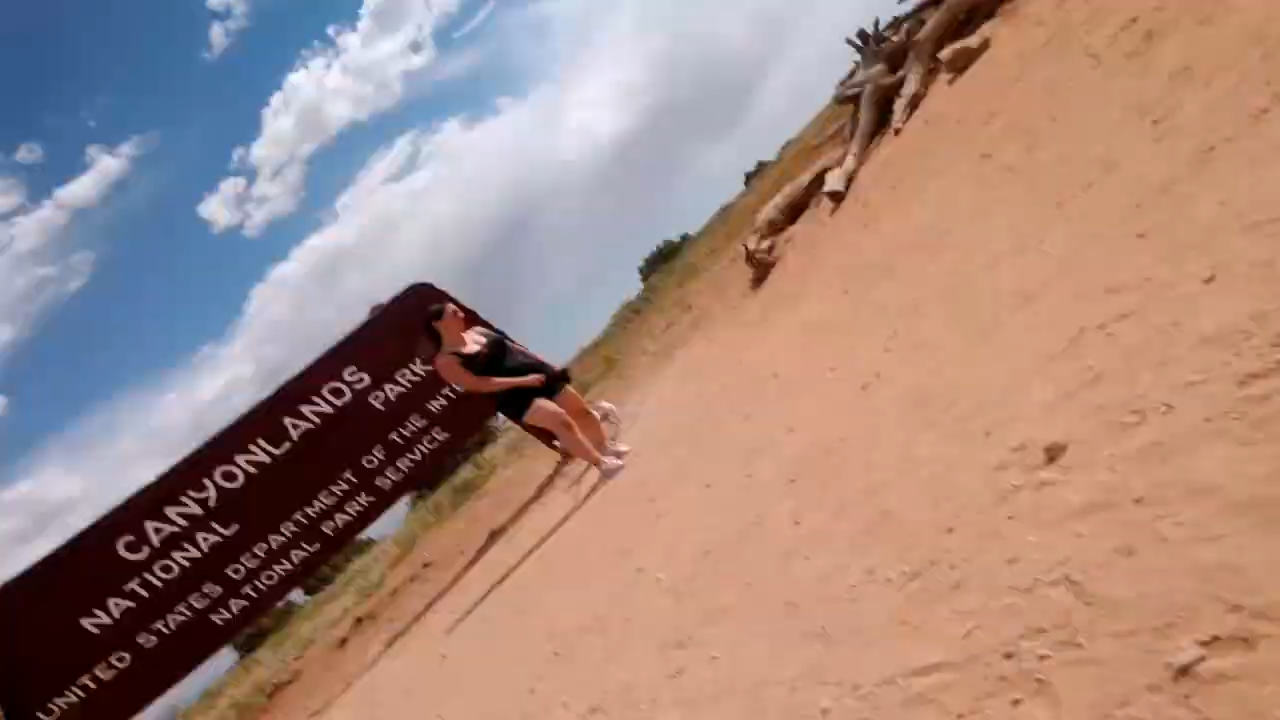 CANYONLANDS
NATIONAL PARK
UNITED STATES DEPARTMENT OF THE INT
NATIONAL PARK SERVICE